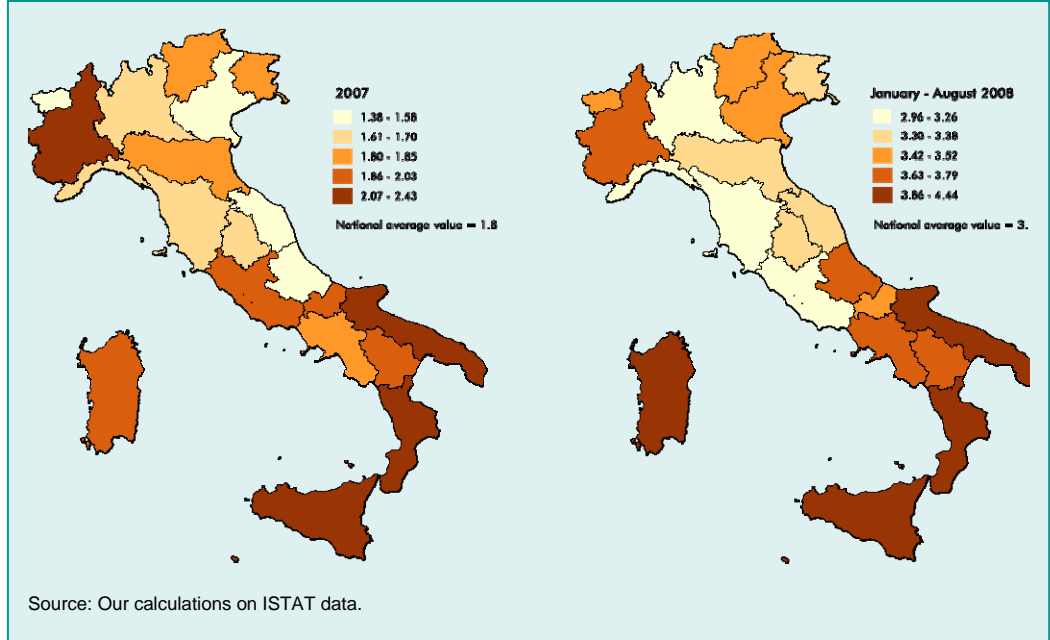 2007
1.38 - 1.58
1.61 - 1.70
1.80 - 1.85
1.86 - 2.03
2.07 - 2.43
National average value = 1.8
January - August 2008
2.96 - 3.26
3.30 - 3.38
3.42 - 3.52
3.63 - 3.79
3.86 - 4.44
National average value = 3.
Source: Our calculations on ISTAT data.